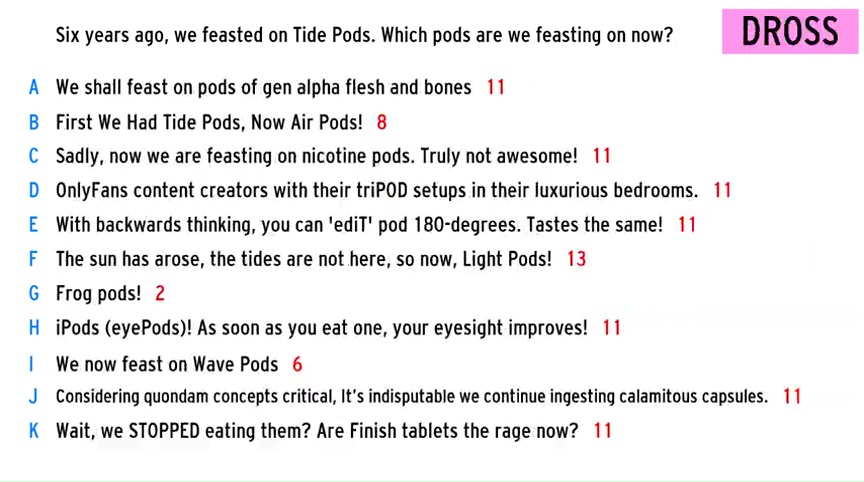 Six years ago, we feasted on Tide Pods. Which pods are we feasting on now?
DROSS
A We shall feast on pods of gen alpha flesh and bones 11
B First We Had Tide Pods, Now Air Pods! 8
C Sadly, now we are feasting on nicotine pods. Truly not awesome! 11
D OnlyFans content creators with their triPOD setups in their luxurious bedrooms. 11
E With backwards thinking, you can 'ediT' pod 180-degrees. Tastes the same! 11
F The sun has arose, the tides are not here, so now, Light Pods! 13
G Frog pods! 2
H iPods (eyePods)! As soon as you eat one, your eyesight improves! 11
I We now feast on Wave Pods 6
J Considering quondam concepts critical, It's indisputable we continue ingesting calamitous capsules. 11
K Wait, we STOPPED eating them? Are Finish tablets the rage now? 11